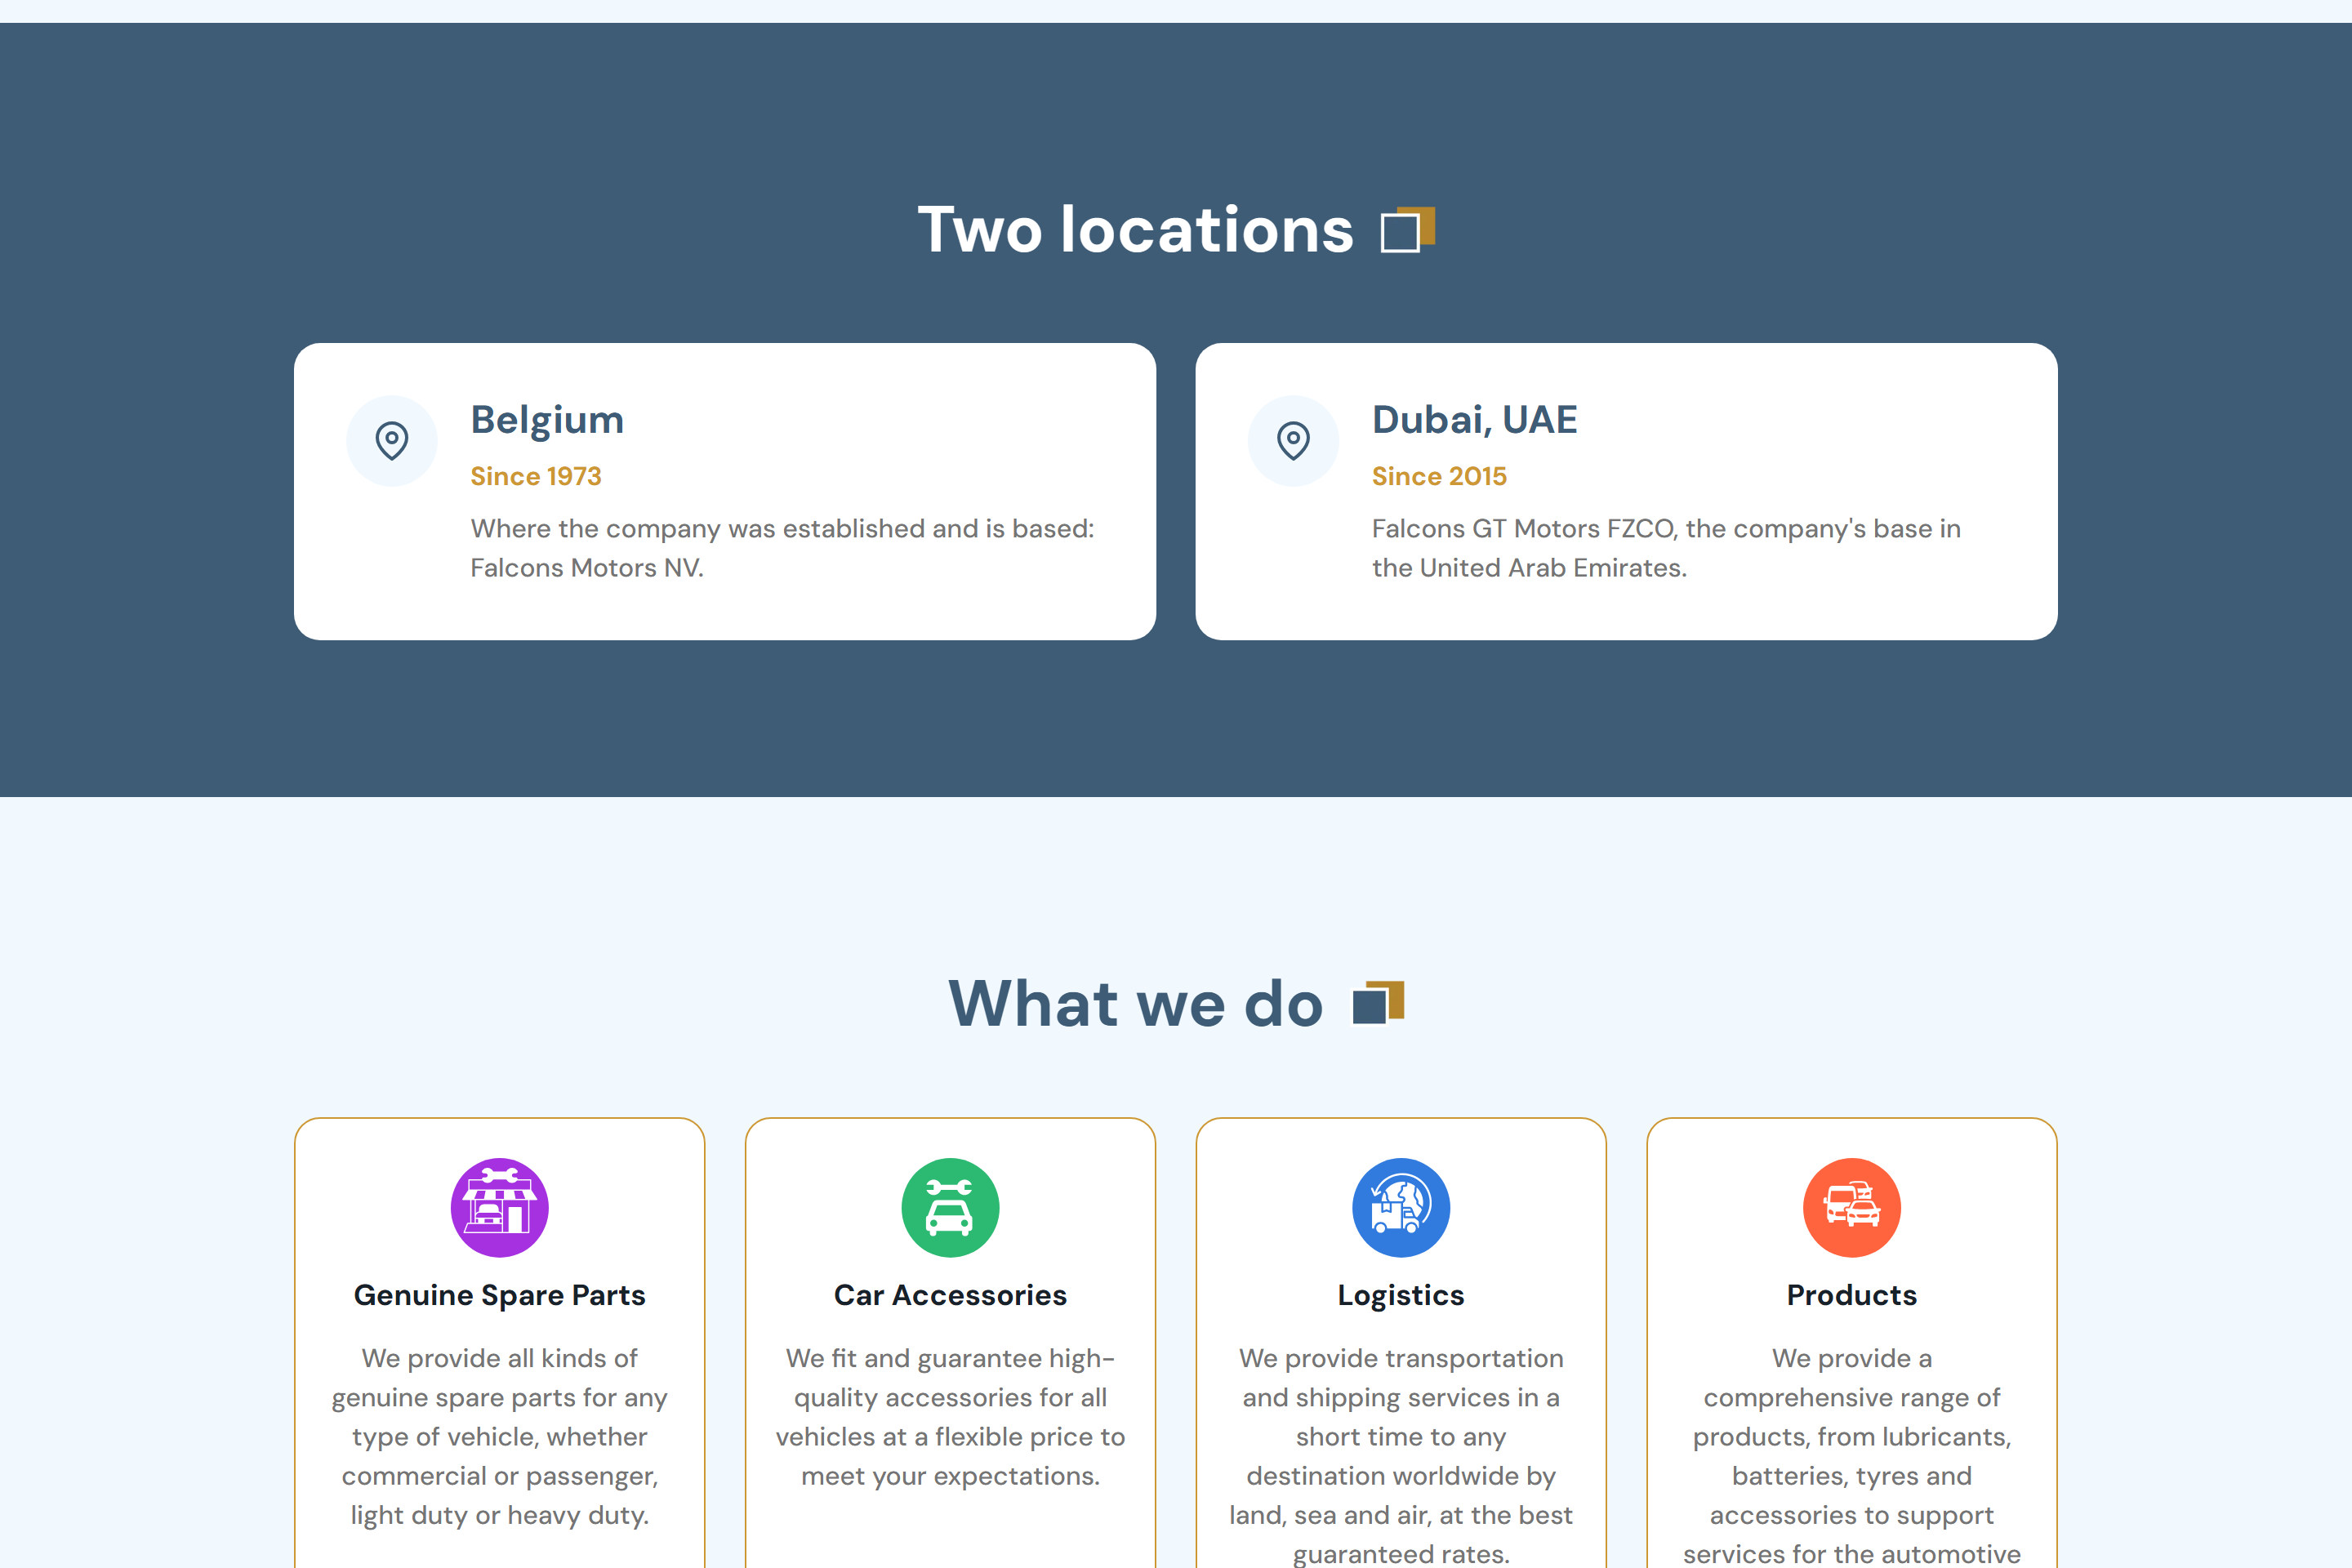 Two locations
Belgium
Since 1973
Where the company was established and is based:
Falcons Motors NV.
Dubai, UAE
Since 2015
Falcons GT Motors FZCO, the company's base in
the United Arab Emirates.
What we do
Genuine Spare Parts
We provide all kinds of
genuine spare parts for any
type of vehicle, whether
commercial or passenger,
light duty or heavy duty.
Car Accessories
We fit and guarantee high-
quality accessories for all
vehicles at a flexible price to
meet your expectations.
Logistics
We provide transportation
and shipping services in a
short time to any
destination worldwide by
land, sea and air, at the best
guaranteed rates.
Products
We provide a
comprehensive range of
products, from lubricants,
batteries, tyres and
accessories to support
services for the automotive